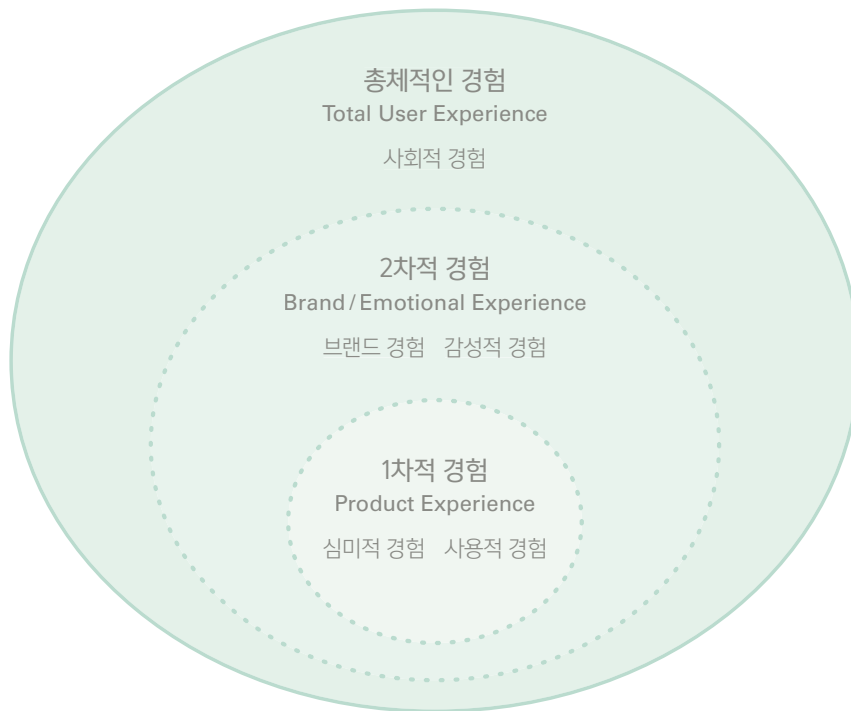 총체적인 경험
Total User Experience
사회적 경험
2차적 경험
Brand / Emotional Experience
브랜드 경험 감성적 경험
1차적 경험
Product Experience
심미적 경험 사용적 경험